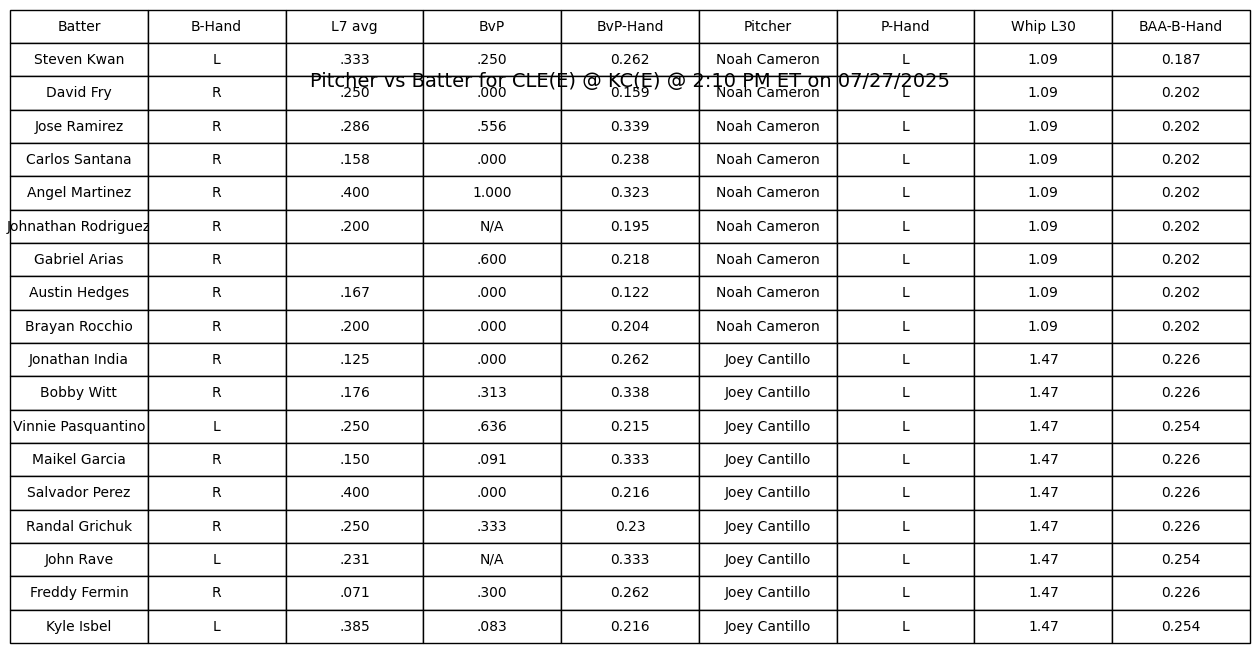 Batter B-Hand L7 avg BvP BvP-Hand Pitcher P-Hand Whip L30 BAA-B-Hand
Steven Kwan L .333 .250 0.262 Noah Cameron L 1.09 0.187
Pitcher vs Batter for CLE(E) @ KC(E) @ 2:10 PM ET on 07/27/2025
David Fry R .250 .000 0.159 Noah Cameron L 1.09 0.202
Jose Ramirez R .286 .556 0.339 Noah Cameron L 1.09 0.202
Carlos Santana R .158 .000 0.238 Noah Cameron L 1.09 0.202
Angel Martinez R .400 1.000 0.323 Noah Cameron L 1.09 0.202
Johnathan Rodriguez R .200 N/A 0.195 Noah Cameron L 1.09 0.202
Gabriel Arias R .600 0.218 Noah Cameron L 1.09 0.202
Austin Hedges R .167 .000 0.122 Noah Cameron L 1.09 0.202
Brayan Rocchio R .200 .000 0.204 Noah Cameron L 1.09 0.202
Jonathan India R .125 .000 0.262 Joey Cantillo L 1.47 0.226
Bobby Witt R .176 .313 0.338 Joey Cantillo L 1.47 0.226
Vinnie Pasquantino L .250 .636 0.215 Joey Cantillo L 1.47 0.254
Maikel Garcia R .150 .091 0.333 Joey Cantillo L 1.47 0.226
Salvador Perez R .400 .000 0.216 Joey Cantillo L 1.47 0.226
Randal Grichuk R .250 .333 0.23 Joey Cantillo L 1.47 0.226
John Rave L .231 N/A 0.333 Joey Cantillo L 1.47 0.254
Freddy Fermin R .071 .300 0.262 Joey Cantillo L 1.47 0.226
Kyle Isbel L .385 .083 0.216 Joey Cantillo L 1.47 0.254